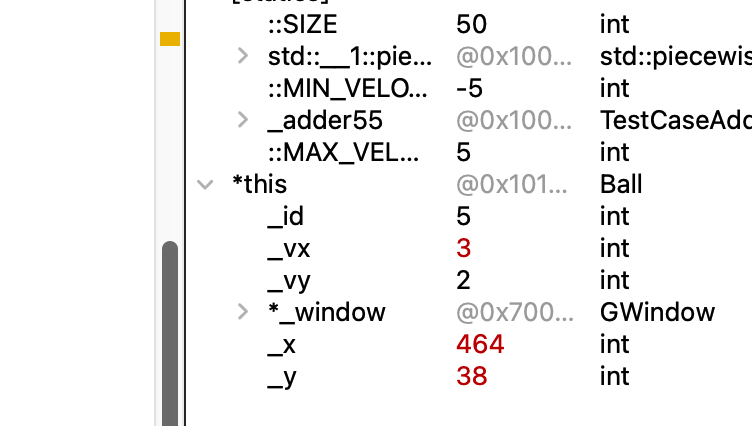 [statics]
::SIZE 50 int
std::__1::pie... @0x100... std::piecewis
::MIN_VELO... -5 int
_adder55 @0x100... TestCaseAdd
::MAX_VEL... 5 int
*this @0x101... Ball
_id 5 int
_vx 3 int
_vy 2 int
*_window @0x700... GWindow
_x 464 int
_y 38 int